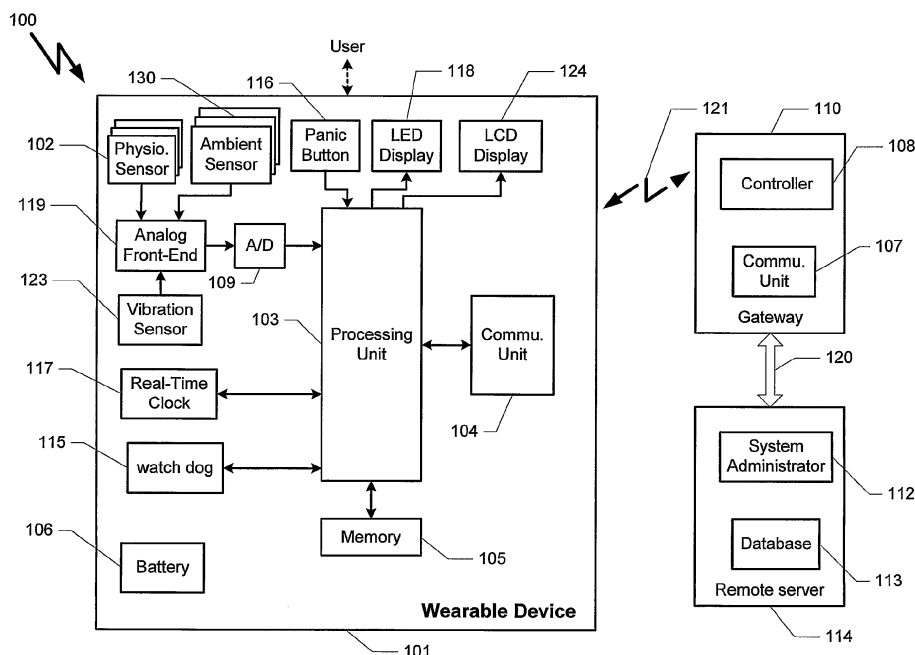 100
User
130
116
118
124
121
110
102
Physio.
Sensor
Ambient
Sensor
Panic
Button
LED
Display
LCD
Display
108
Controller
119
Analog
Front-End
A/D
109
107
Commu.
Unit
Gateway
123
Vibration
Sensor
103
Processing
Unit
Commu.
Unit
104
120
117
Real-Time
Clock
115
watch dog
System
Administrator
112
106
Battery
Memory
105
Database
113
Remote server
Wearable Device
101
114